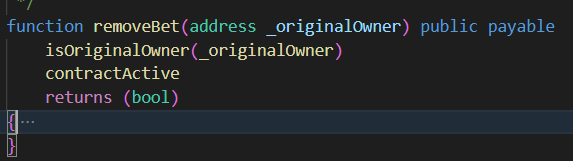 */
function removeBet(address _originalOwner) public payable
isOriginalOwner(_originalOwner)
contractActive
returns (bool)
{ ...
}